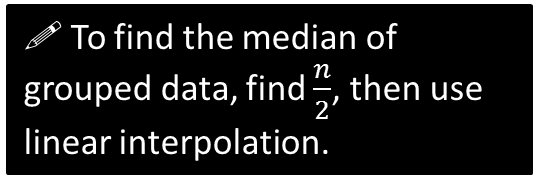 ✏ To find the median of
grouped data, find n/2, then use
linear interpolation.